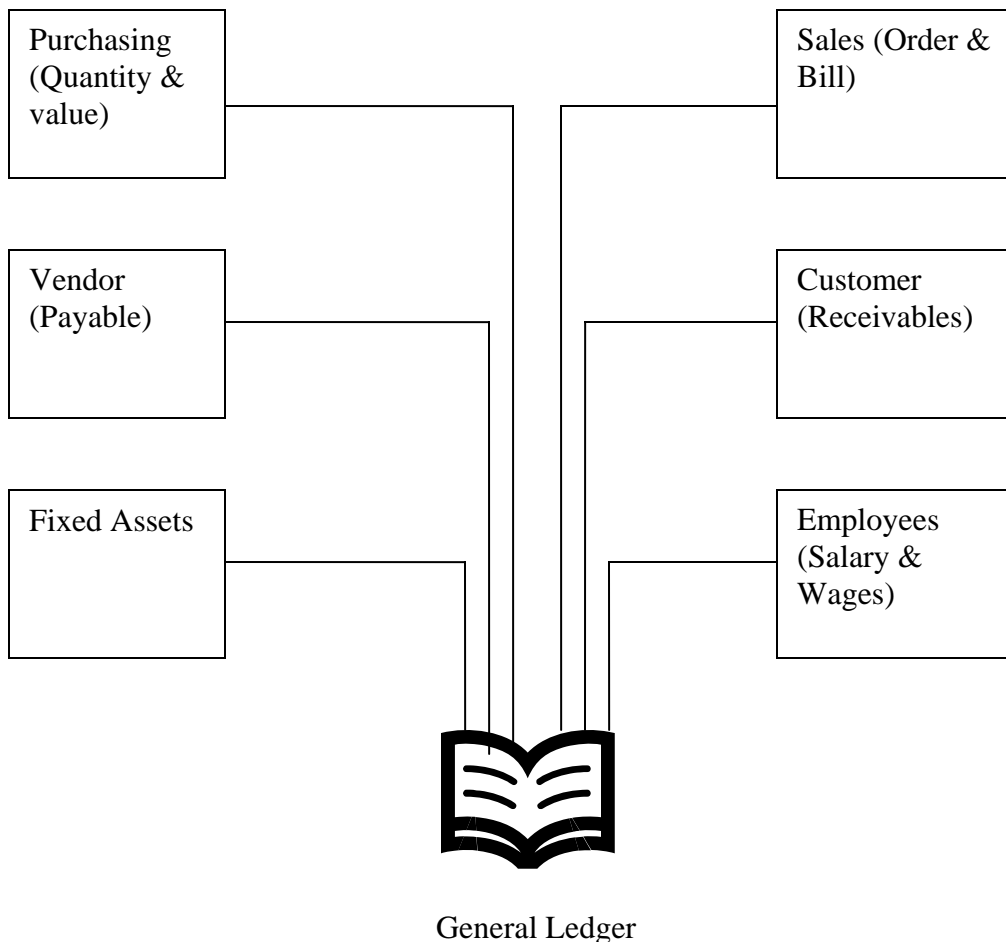 Purchasing
(Quantity &
value)
Sales (Order &
Bill)
Vendor
(Payable)
Customer
(Receivables)
Fixed Assets
Employees
(Salary &
Wages)
General Ledger